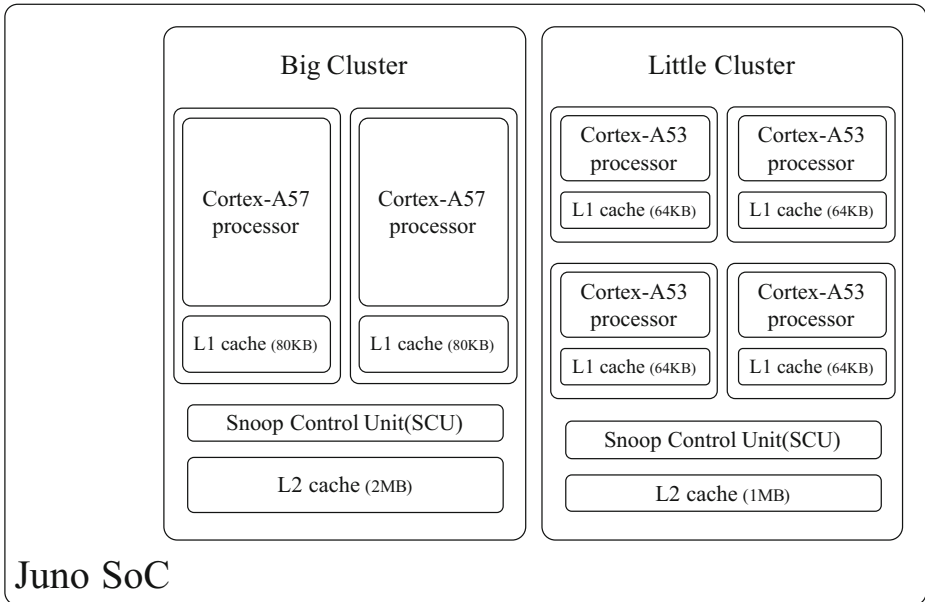 Big Cluster
Cortex-A57
processor
L1 cache (80KB)
Cortex-A57
processor
L1 cache (80KB)
Snoop Control Unit(SCU)
L2 cache (2MB)
Little Cluster
Cortex-A53
processor
L1 cache (64KB)
Cortex-A53
processor
L1 cache (64KB)
Cortex-A53
processor
L1 cache (64KB)
Cortex-A53
processor
L1 cache (64KB)
Snoop Control Unit(SCU)
L2 cache (1MB)
Juno SoC